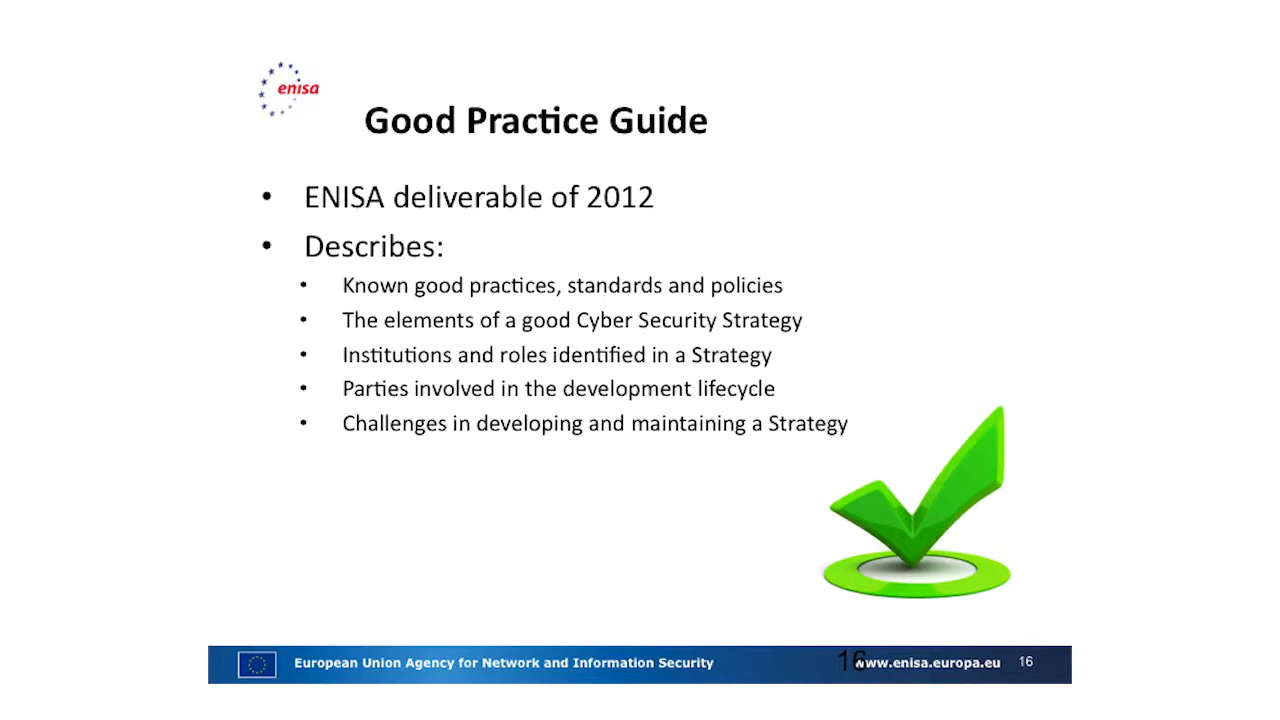 enisa
Good Practice Guide
• ENISA deliverable of 2012
• Describes:
• Known good practices, standards and policies
• The elements of a good Cyber Security Strategy
• Institutions and roles identified in a Strategy
• Parties involved in the development lifecycle
• Challenges in developing and maintaining a Strategy
European Union Agency for Network and Information Security 16 www.enisa.europa.eu 16